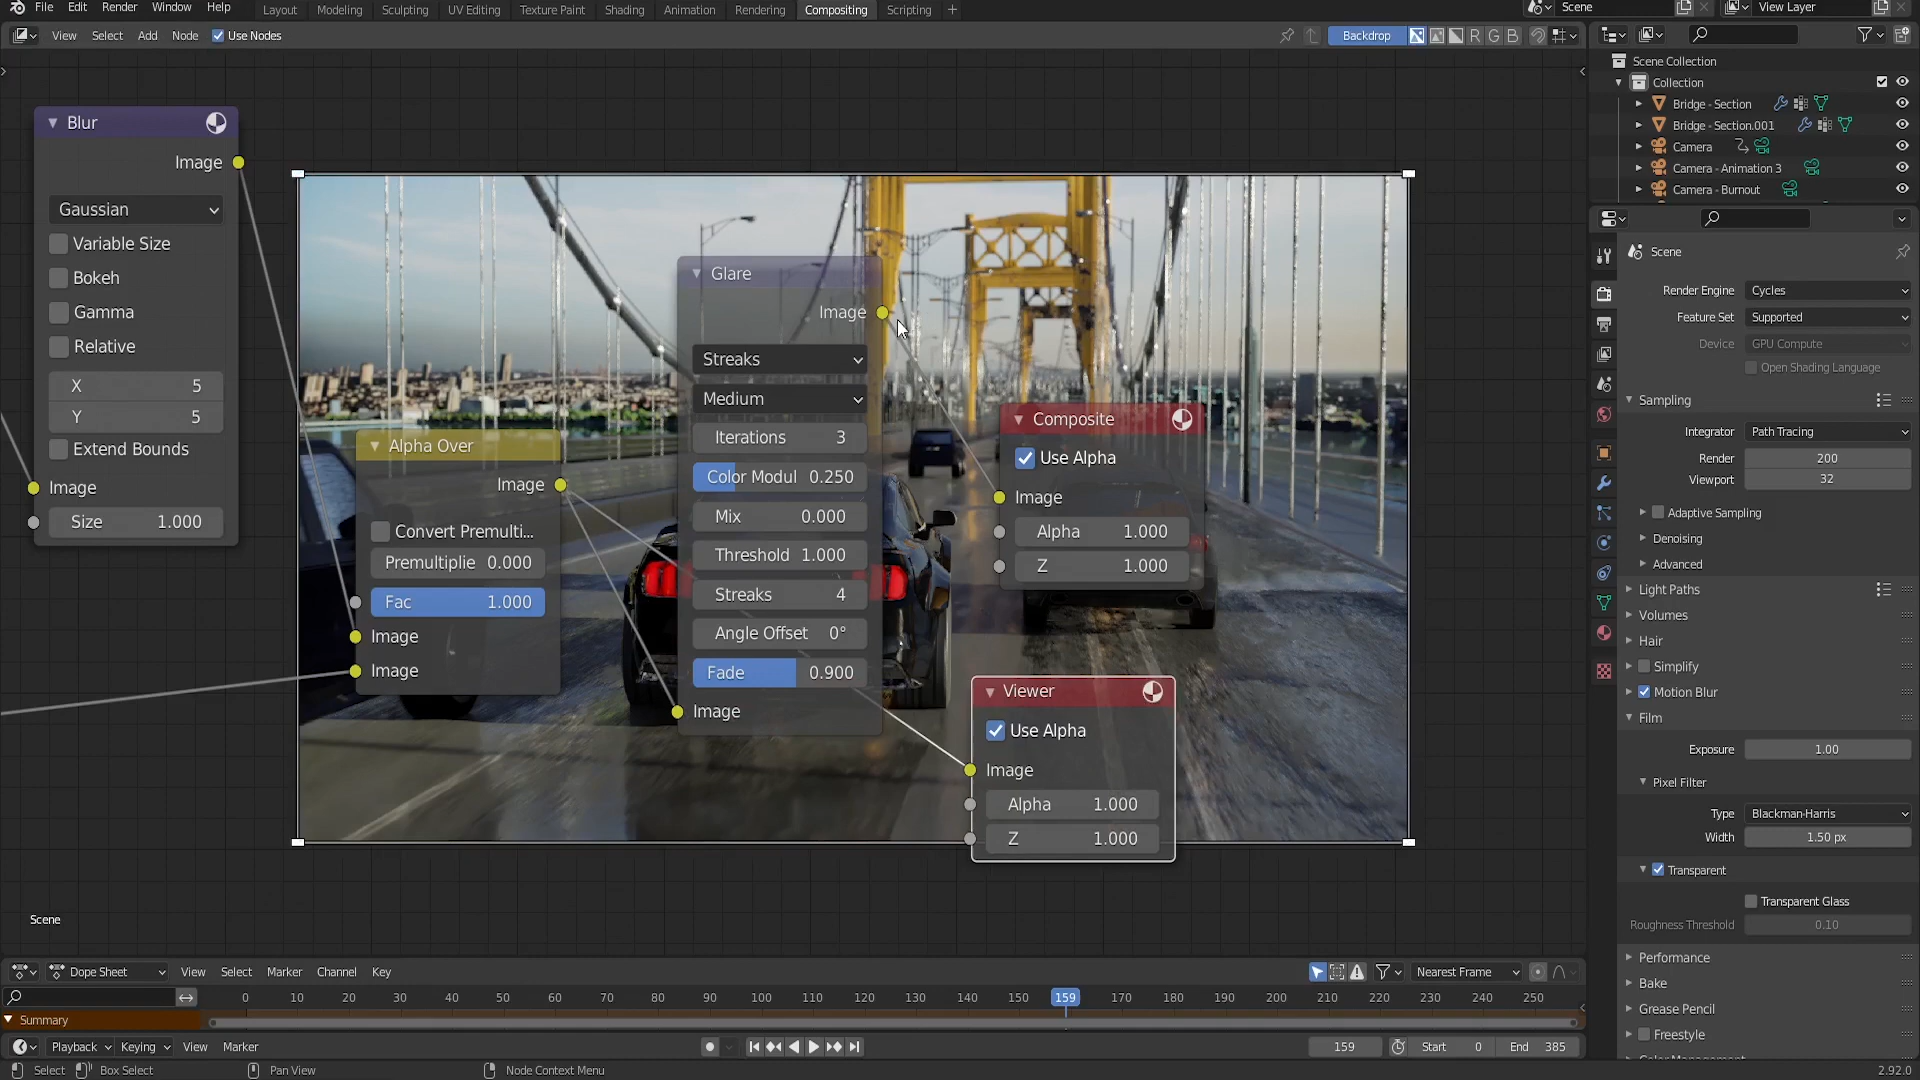 File Edit Render Window Help Layout Modeling Sculpting UV Editing Texture Paint Shading Animation Rendering Compositing Scripting + Scene View Layer
View Select Add Node Use Nodes Backdrop R G B
Scene Collection
Collection
Bridge - Section
Bridge - Section.001
Camera
Camera - Animation 3
Camera - Burnout
Blur
Image
Gaussian
Variable Size
Bokeh
Gamma
Relative
X 5
Y 5
Extend Bounds
Image
Size 1.000
Alpha Over
Image
Convert Premulti...
Premultiplie 0.000
Fac 1.000
Image
Image
Glare
Image
Streaks
Medium
Iterations 3
Color Modul 0.250
Mix 0.000
Threshold 1.000
Streaks 4
Angle Offset 0°
Fade 0.900
Image
Composite
Use Alpha
Image
Alpha 1.000
Z 1.000
Viewer
Use Alpha
Image
Alpha 1.000
Z 1.000
Scene
Scene
Render Engine Cycles
Feature Set Supported
Device GPU Compute
Open Shading Language
Sampling
Integrator Path Tracing
Render 200
Viewport 32
Adaptive Sampling
Denoising
Advanced
Light Paths
Volumes
Hair
Simplify
Motion Blur
Film
Exposure 1.00
Pixel Filter
Type Blackman-Harris
Width 1.50 px
Transparent
Transparent Glass
Roughness Threshold 0.10
Performance
Bake
Grease Pencil
Freestyle
Color Management
Dope Sheet View Select Marker Channel Key Nearest Frame
0 10 20 30 40 50 60 70 80 90 100 110 120 130 140 150 159 170 180 190 200 210 220 230 240 250
Summary
Playback Keying View Marker 159 Start 0 End 385
Select Box Select Pan View Node Context Menu 2.92.0